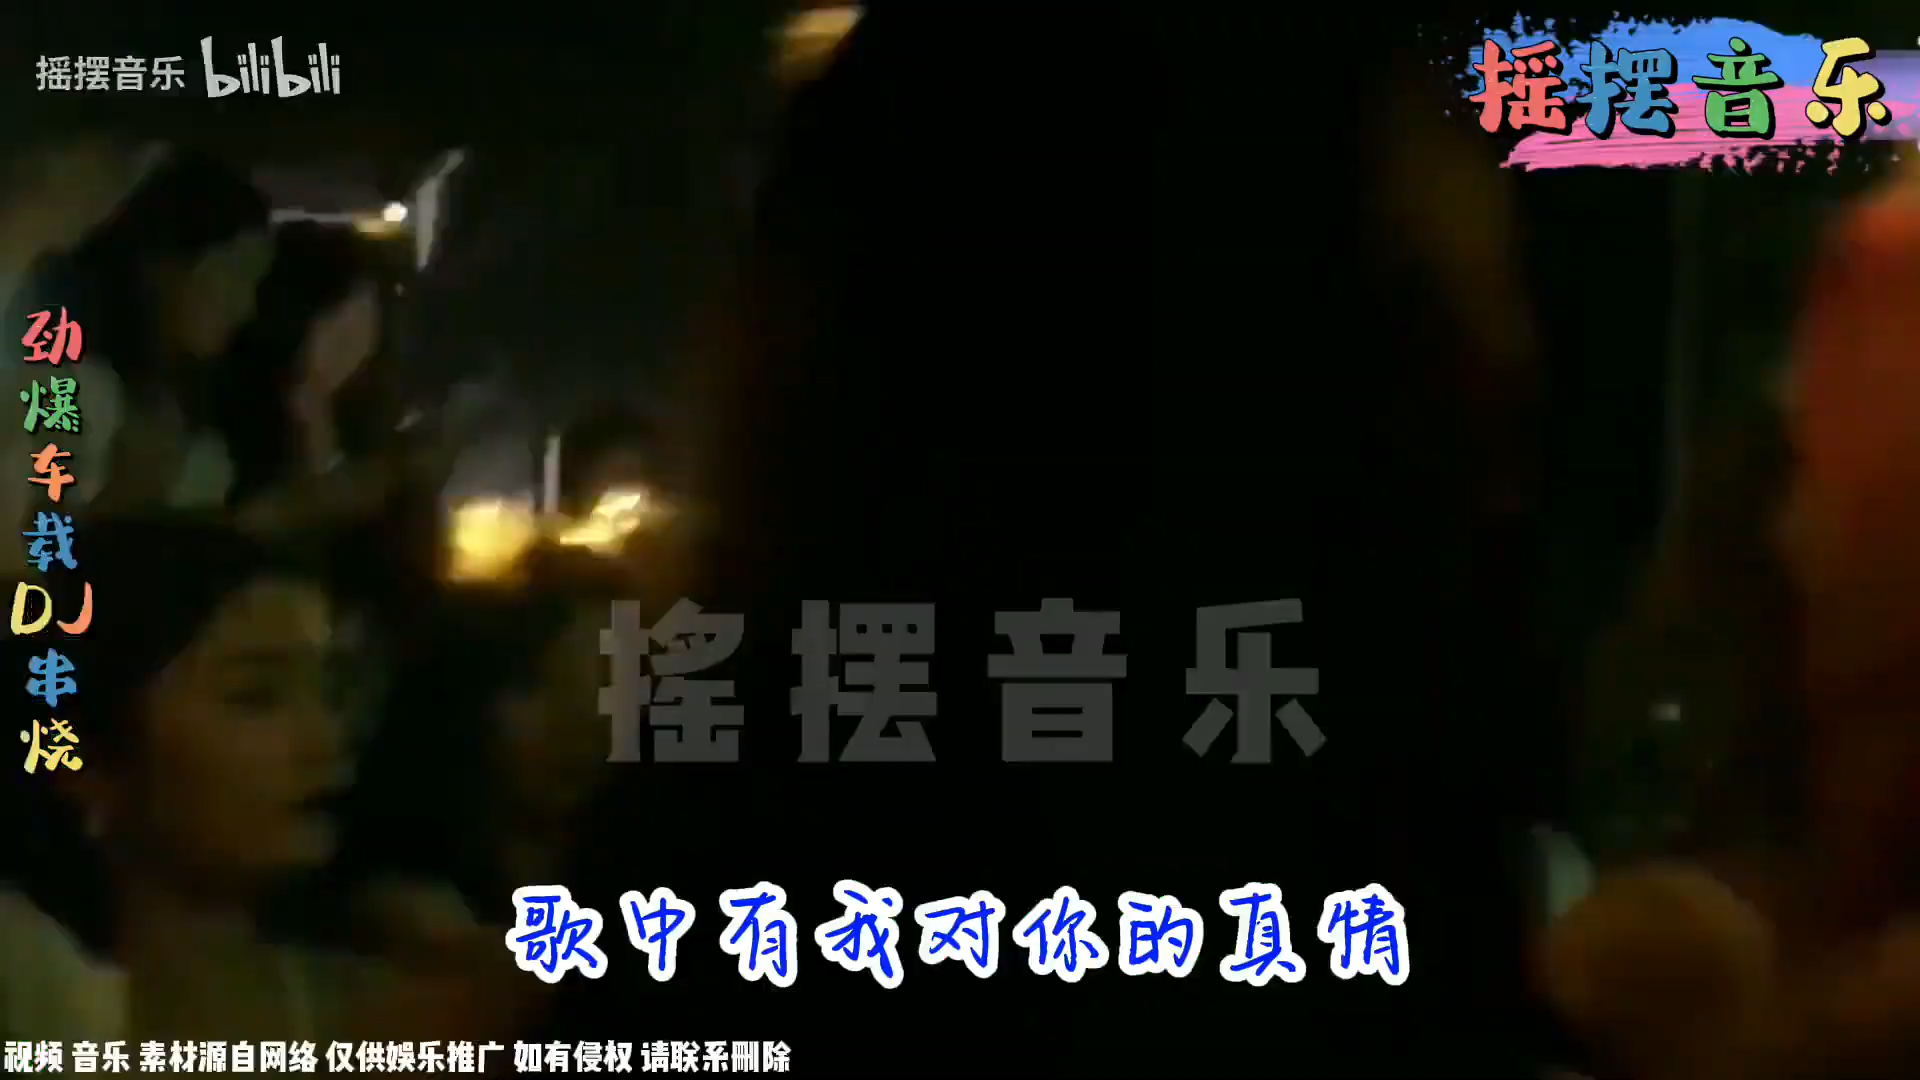 摇摆音乐 bilibili
摇摆音乐
劲爆车载DJ串烧
摇摆音乐
歌中有我对你的真情
视频 音乐 素材源自网络 仅供娱乐推广 如有侵权 请联系删除